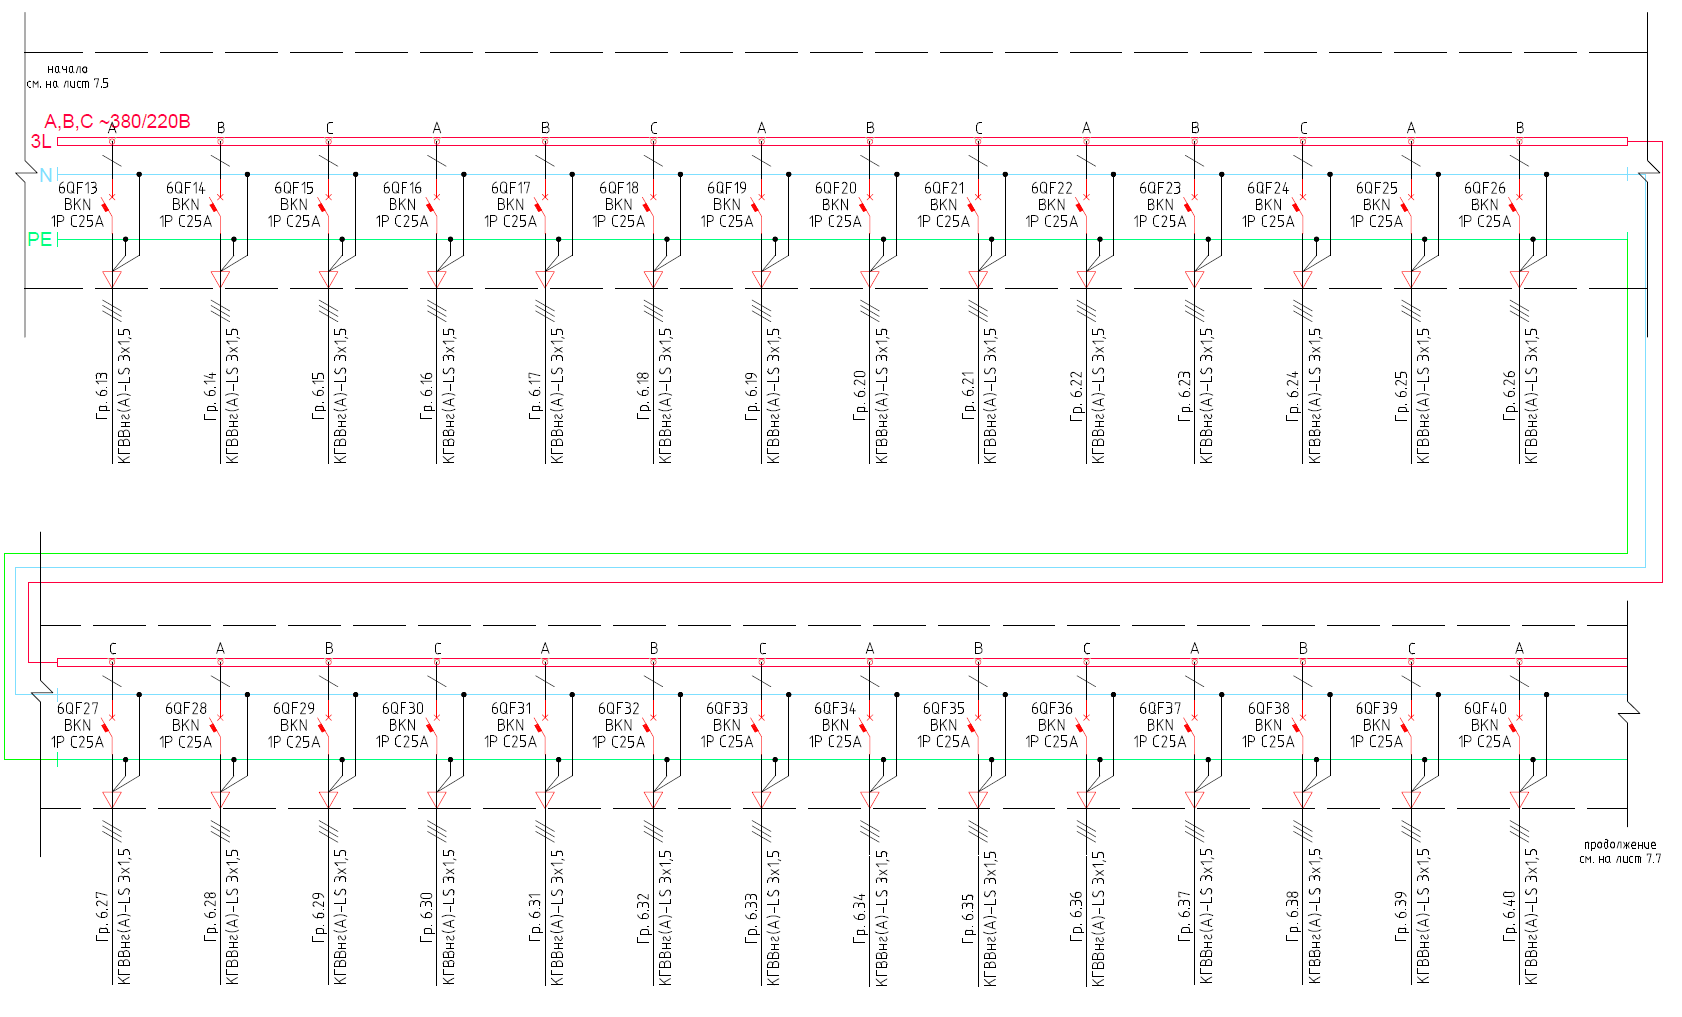 начало
см. на лист 7.5
A,B,C ~380/220В
3L
A B C A B C A B C A B C A B
N
6QF13 6QF14 6QF15 6QF16 6QF17 6QF18 6QF19 6QF20 6QF21 6QF22 6QF23 6QF24 6QF25 6QF26
BKN BKN BKN BKN BKN BKN BKN BKN BKN BKN BKN BKN BKN BKN
1P C25A 1P C25A 1P C25A 1P C25A 1P C25A 1P C25A 1P C25A 1P C25A 1P C25A 1P C25A 1P C25A 1P C25A 1P C25A 1P C25A
PE
Гр. 6.13
КГВВнг(А)-LS 3х1,5
Гр. 6.14
КГВВнг(А)-LS 3х1,5
Гр. 6.15
КГВВнг(А)-LS 3х1,5
Гр. 6.16
КГВВнг(А)-LS 3х1,5
Гр. 6.17
КГВВнг(А)-LS 3х1,5
Гр. 6.18
КГВВнг(А)-LS 3х1,5
Гр. 6.19
КГВВнг(А)-LS 3х1,5
Гр. 6.20
КГВВнг(А)-LS 3х1,5
Гр. 6.21
КГВВнг(А)-LS 3х1,5
Гр. 6.22
КГВВнг(А)-LS 3х1,5
Гр. 6.23
КГВВнг(А)-LS 3х1,5
Гр. 6.24
КГВВнг(А)-LS 3х1,5
Гр. 6.25
КГВВнг(А)-LS 3х1,5
Гр. 6.26
КГВВнг(А)-LS 3х1,5
C A B C A B C A B C A B C A
6QF27 6QF28 6QF29 6QF30 6QF31 6QF32 6QF33 6QF34 6QF35 6QF36 6QF37 6QF38 6QF39 6QF40
BKN BKN BKN BKN BKN BKN BKN BKN BKN BKN BKN BKN BKN BKN
1P C25A 1P C25A 1P C25A 1P C25A 1P C25A 1P C25A 1P C25A 1P C25A 1P C25A 1P C25A 1P C25A 1P C25A 1P C25A 1P C25A
Гр. 6.27
КГВВнг(А)-LS 3х1,5
Гр. 6.28
КГВВнг(А)-LS 3х1,5
Гр. 6.29
КГВВнг(А)-LS 3х1,5
Гр. 6.30
КГВВнг(А)-LS 3х1,5
Гр. 6.31
КГВВнг(А)-LS 3х1,5
Гр. 6.32
КГВВнг(А)-LS 3х1,5
Гр. 6.33
КГВВнг(А)-LS 3х1,5
Гр. 6.34
КГВВнг(А)-LS 3х1,5
Гр. 6.35
КГВВнг(А)-LS 3х1,5
Гр. 6.36
КГВВнг(А)-LS 3х1,5
Гр. 6.37
КГВВнг(А)-LS 3х1,5
Гр. 6.38
КГВВнг(А)-LS 3х1,5
Гр. 6.39
КГВВнг(А)-LS 3х1,5
Гр. 6.40
КГВВнг(А)-LS 3х1,5
продолжение
см. на лист 7.7